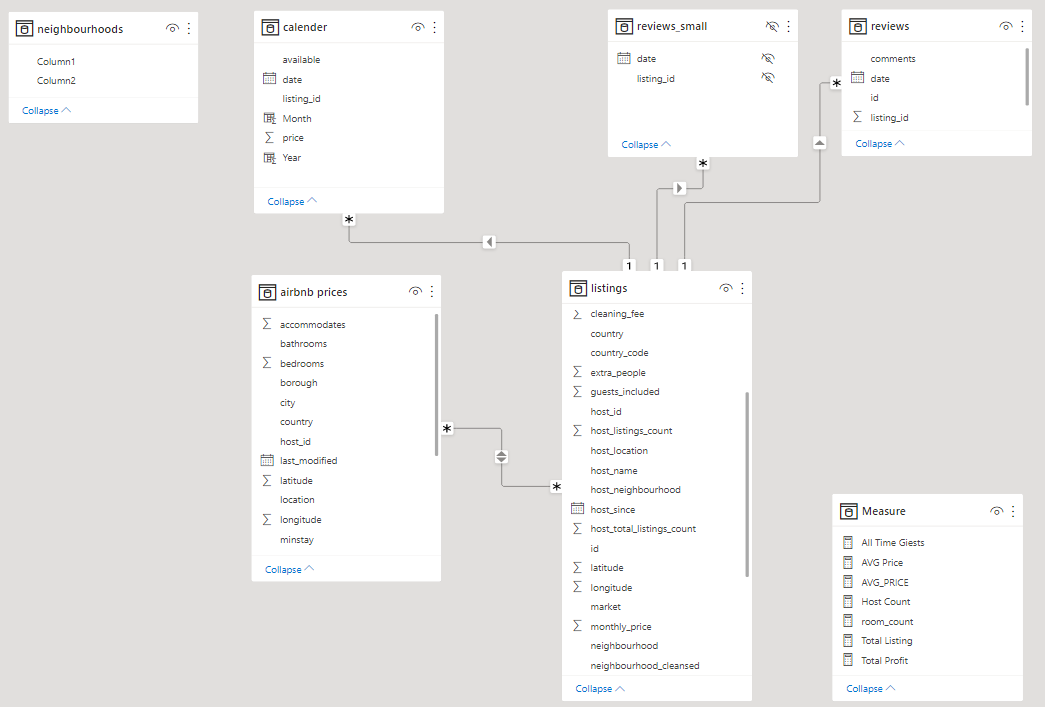 neighbourhoods
Column1
Column2
Collapse
calender
available
date
listing_id
Month
price
Year
Collapse
reviews_small
date
listing_id
Collapse
reviews
comments
date
id
listing_id
Collapse
*
*
*
1
1
1
airbnb prices
accommodates
bathrooms
bedrooms
borough
city
country
host_id
last_modified
latitude
location
longitude
minstay
Collapse
*
*
listings
cleaning_fee
country
country_code
extra_people
guests_included
host_id
host_listings_count
host_location
host_name
host_neighbourhood
host_since
host_total_listings_count
id
latitude
longitude
market
monthly_price
neighbourhood
neighbourhood_cleansed
Collapse
Measure
All Time Giests
AVG Price
AVG_PRICE
Host Count
room_count
Total Listing
Total Profit
Collapse